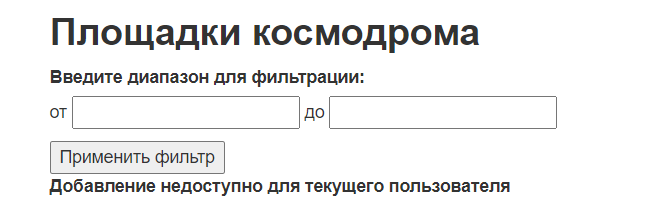 Площадки космодрома
Введите диапазон для фильтрации:
от до
Применить фильтр
Добавление недоступно для текущего пользователя